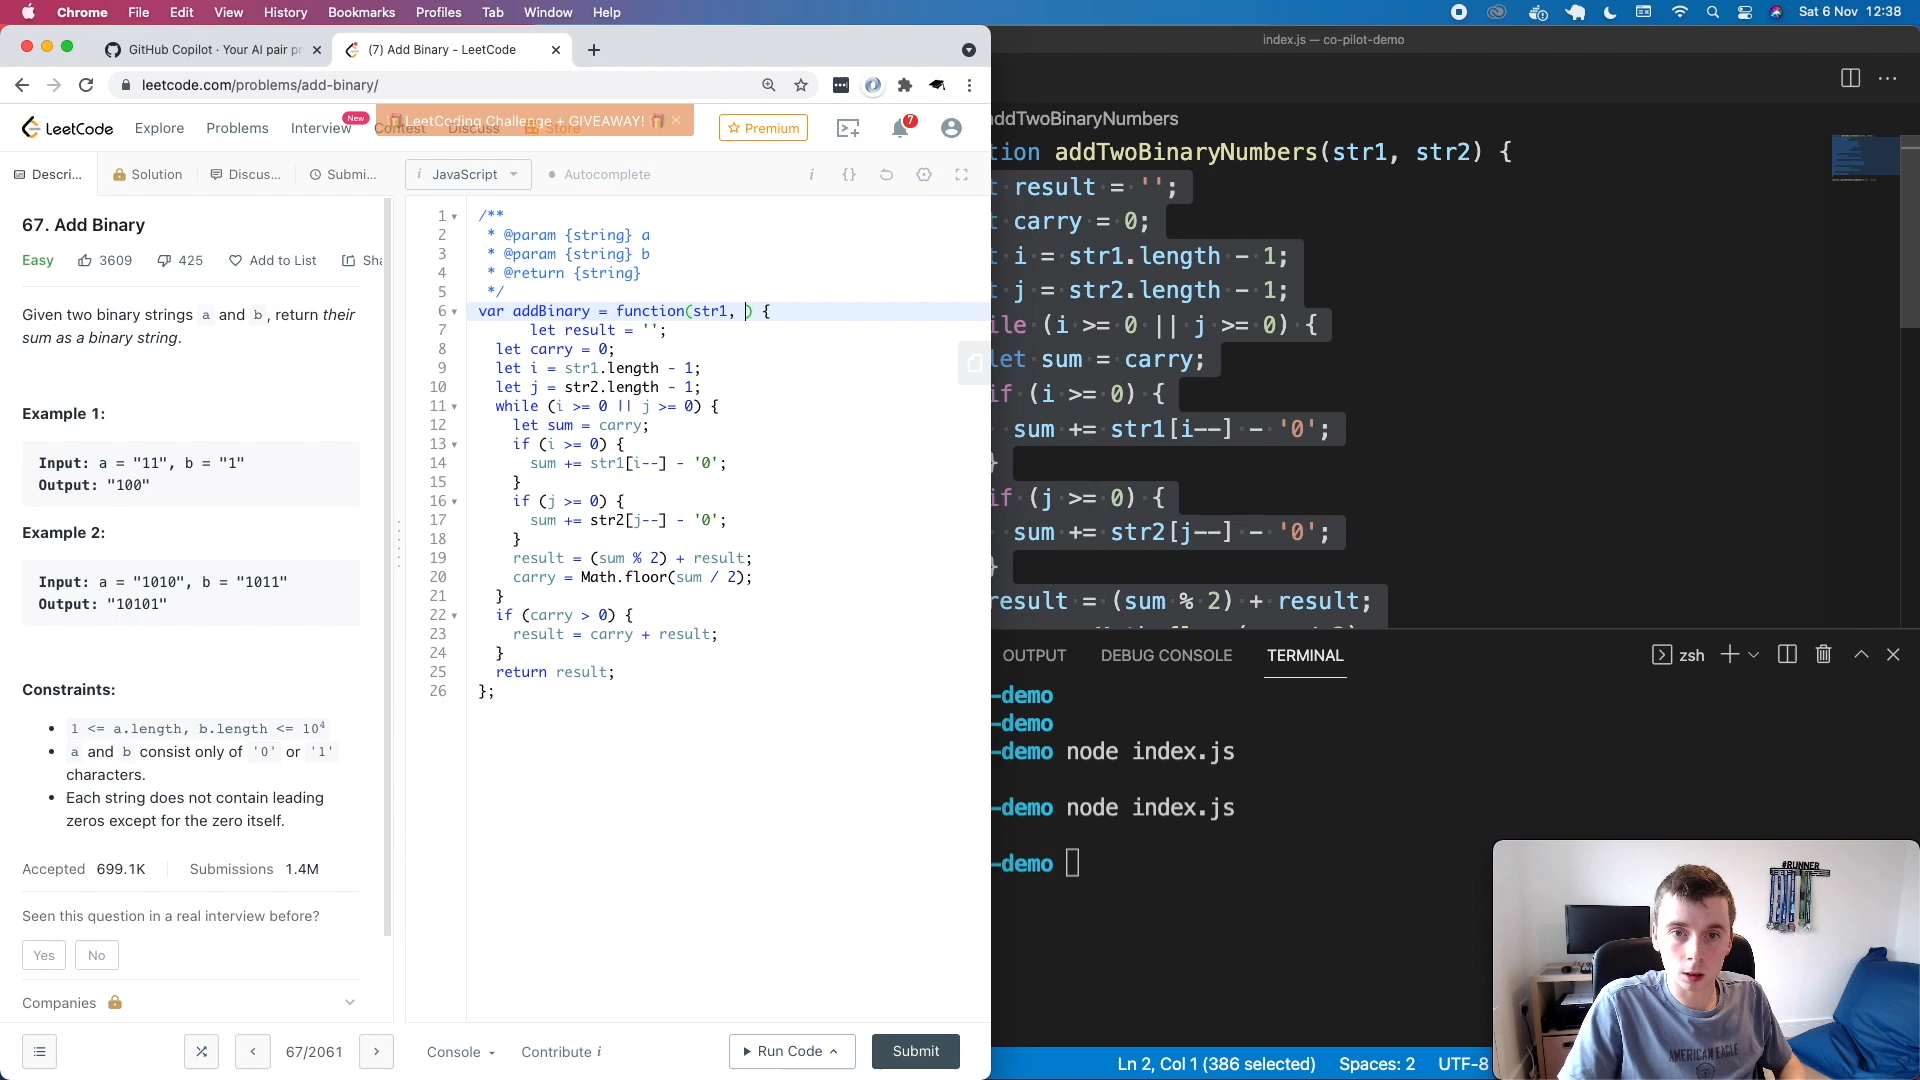 Chrome File Edit View History Bookmarks Profiles Tab Window Help
Sat 6 Nov 12:38
GitHub Copilot · Your AI pair pr
(7) Add Binary - LeetCode
index.js — co-pilot-demo
leetcode.com/problems/add-binary/
LeetCode Explore Problems Interview New Contest Discuss Store
LeetCoding Challenge + GIVEAWAY!
Premium
7
Descri... Solution Discus... Submi...
i JavaScript Autocomplete
i {}
67. Add Binary
Easy 3609 425 Add to List Sha
Given two binary strings a and b, return their
sum as a binary string.
Example 1:
Input: a = "11", b = "1"
Output: "100"
Example 2:
Input: a = "1010", b = "1011"
Output: "10101"
Constraints:
1 <= a.length, b.length <= 10⁴
a and b consist only of '0' or '1'
characters.
Each string does not contain leading
zeros except for the zero itself.
Accepted 699.1K Submissions 1.4M
Seen this question in a real interview before?
Yes No
Companies
67/2061
1 /**
2 * @param {string} a
3 * @param {string} b
4 * @return {string}
5 */
6 var addBinary = function(str1, ) {
7 let result = '';
8 let carry = 0;
9 let i = str1.length - 1;
10 let j = str2.length - 1;
11 while (i >= 0 || j >= 0) {
12 let sum = carry;
13 if (i >= 0) {
14 sum += str1[i--] - '0';
15 }
16 if (j >= 0) {
17 sum += str2[j--] - '0';
18 }
19 result = (sum % 2) + result;
20 carry = Math.floor(sum / 2);
21 }
22 if (carry > 0) {
23 result = carry + result;
24 }
25 return result;
26 };
Console Contribute i
Run Code Submit
addTwoBinaryNumbers
tion addTwoBinaryNumbers(str1, str2) {
t result = '';
t carry = 0;
t i = str1.length - 1;
t j = str2.length - 1;
ile (i >= 0 || j >= 0) {
let sum = carry;
if (i >= 0) {
sum += str1[i--] - '0';
}
if (j >= 0) {
sum += str2[j--] - '0';
}
result = (sum % 2) + result;
OUTPUT DEBUG CONSOLE TERMINAL
zsh
-demo
-demo
-demo node index.js
-demo node index.js
-demo
Ln 2, Col 1 (386 selected) Spaces: 2 UTF-8
#RUNNER
AMERICAN EAGLE